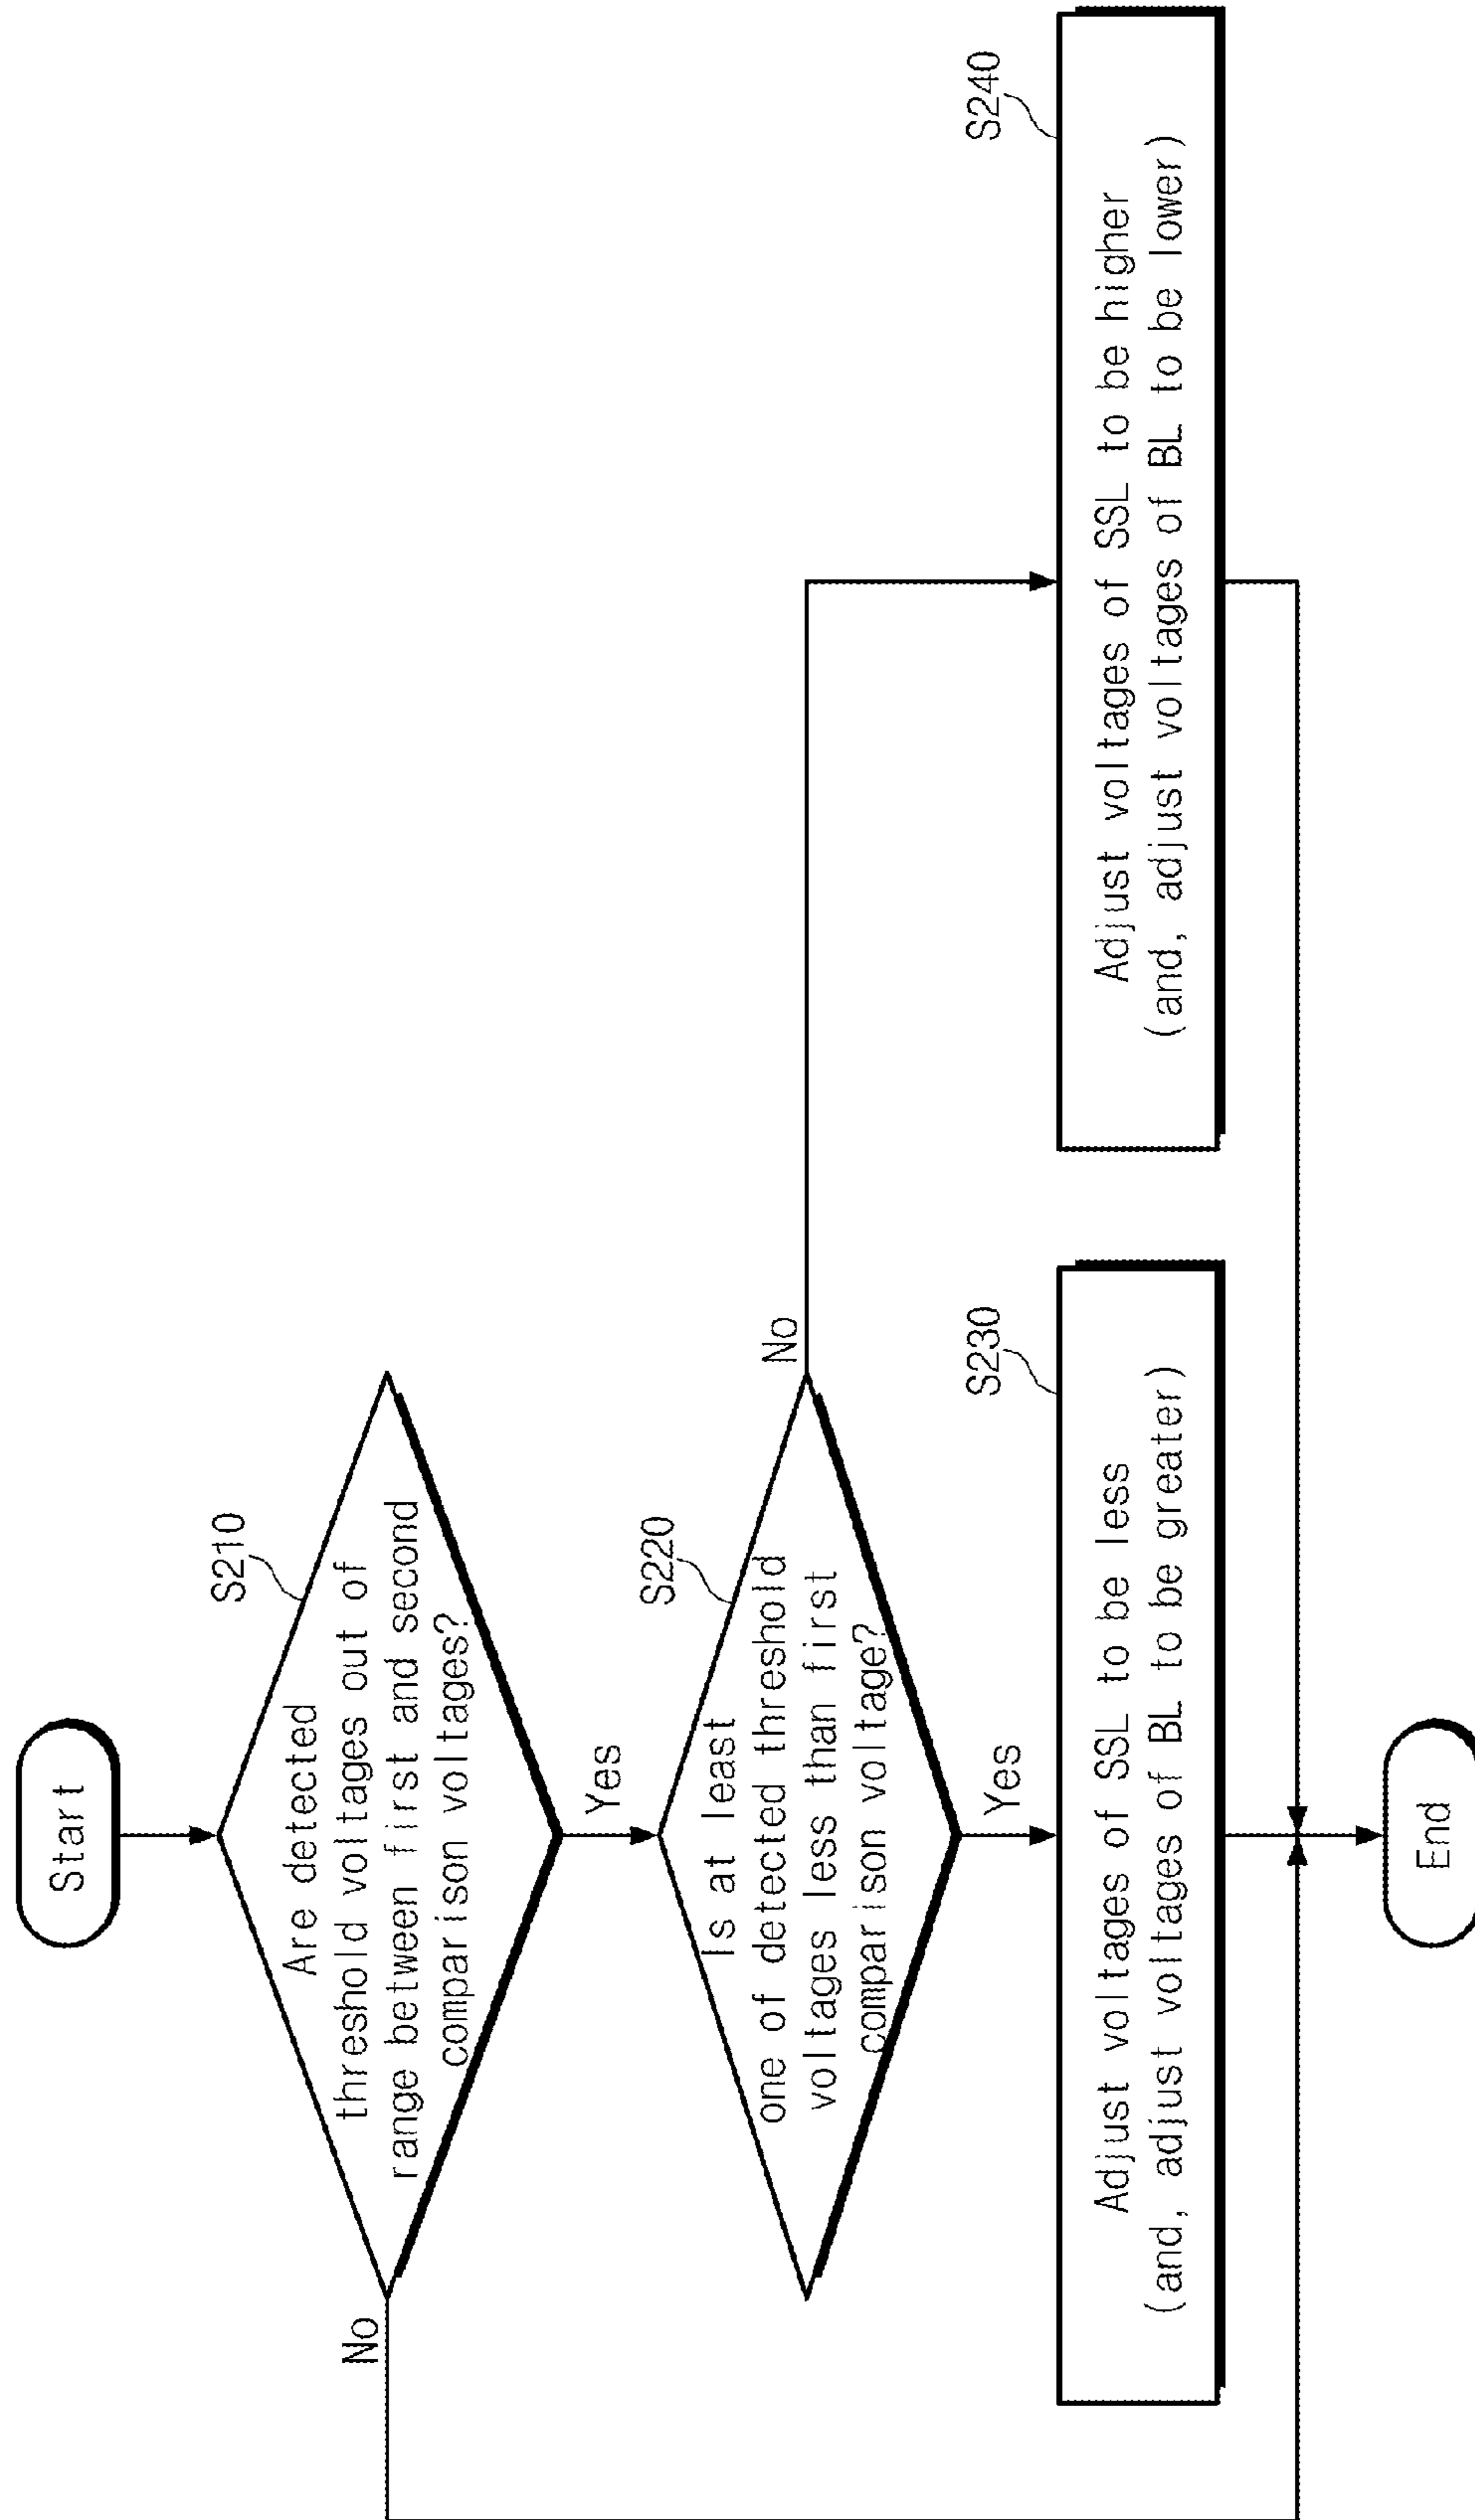 Start
S210
Are detected
threshold voltages out of
range between first and second
comparison voltages?
No
Yes
S220
Is at least
one of detected threshold
voltages less than first
comparison voltage?
No
Yes
S230
Adjust voltages of SSL to be less
(and, adjust voltages of BL to be greater)
S240
Adjust voltages of SSL to be higher
(and, adjust voltages of BL to be lower)
End